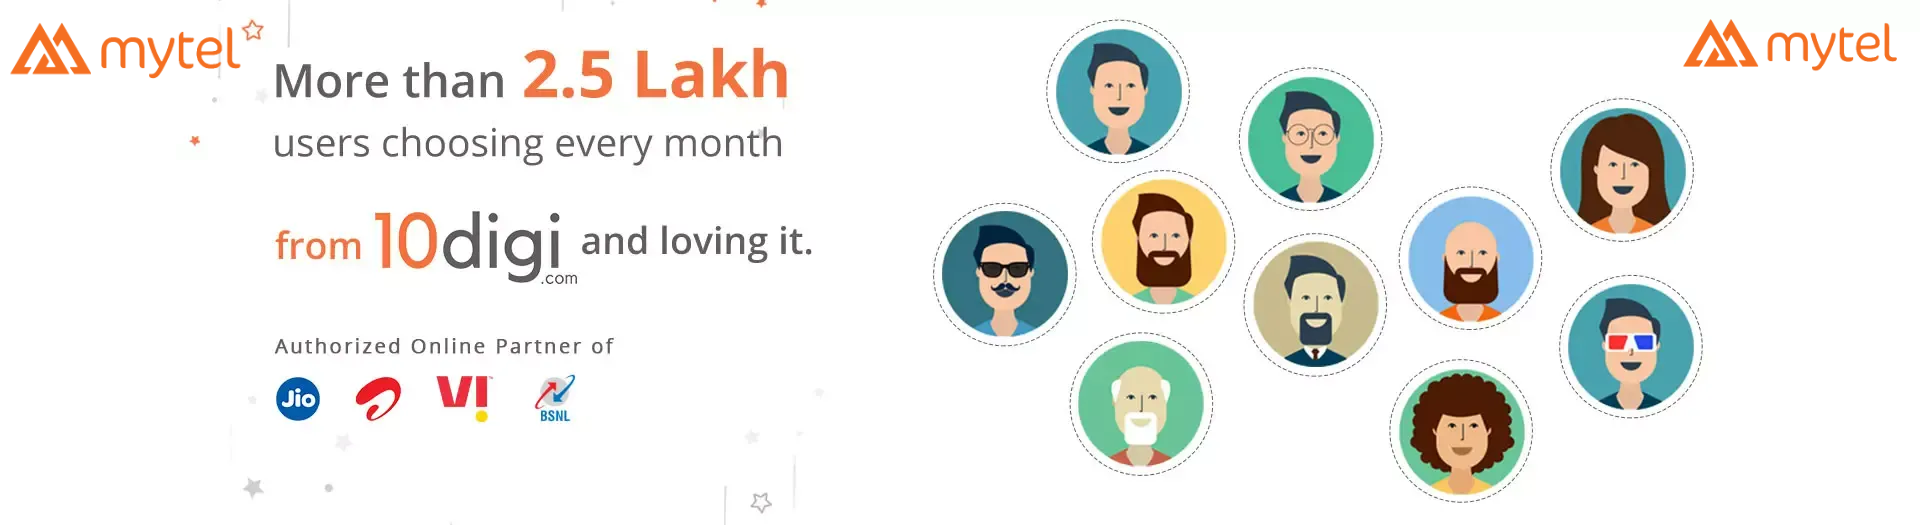 mytel
mytel
More than 2.5 Lakh
users choosing every month
from 10digi.com and loving it.
Authorized Online Partner of
Jio
VI
BSNL